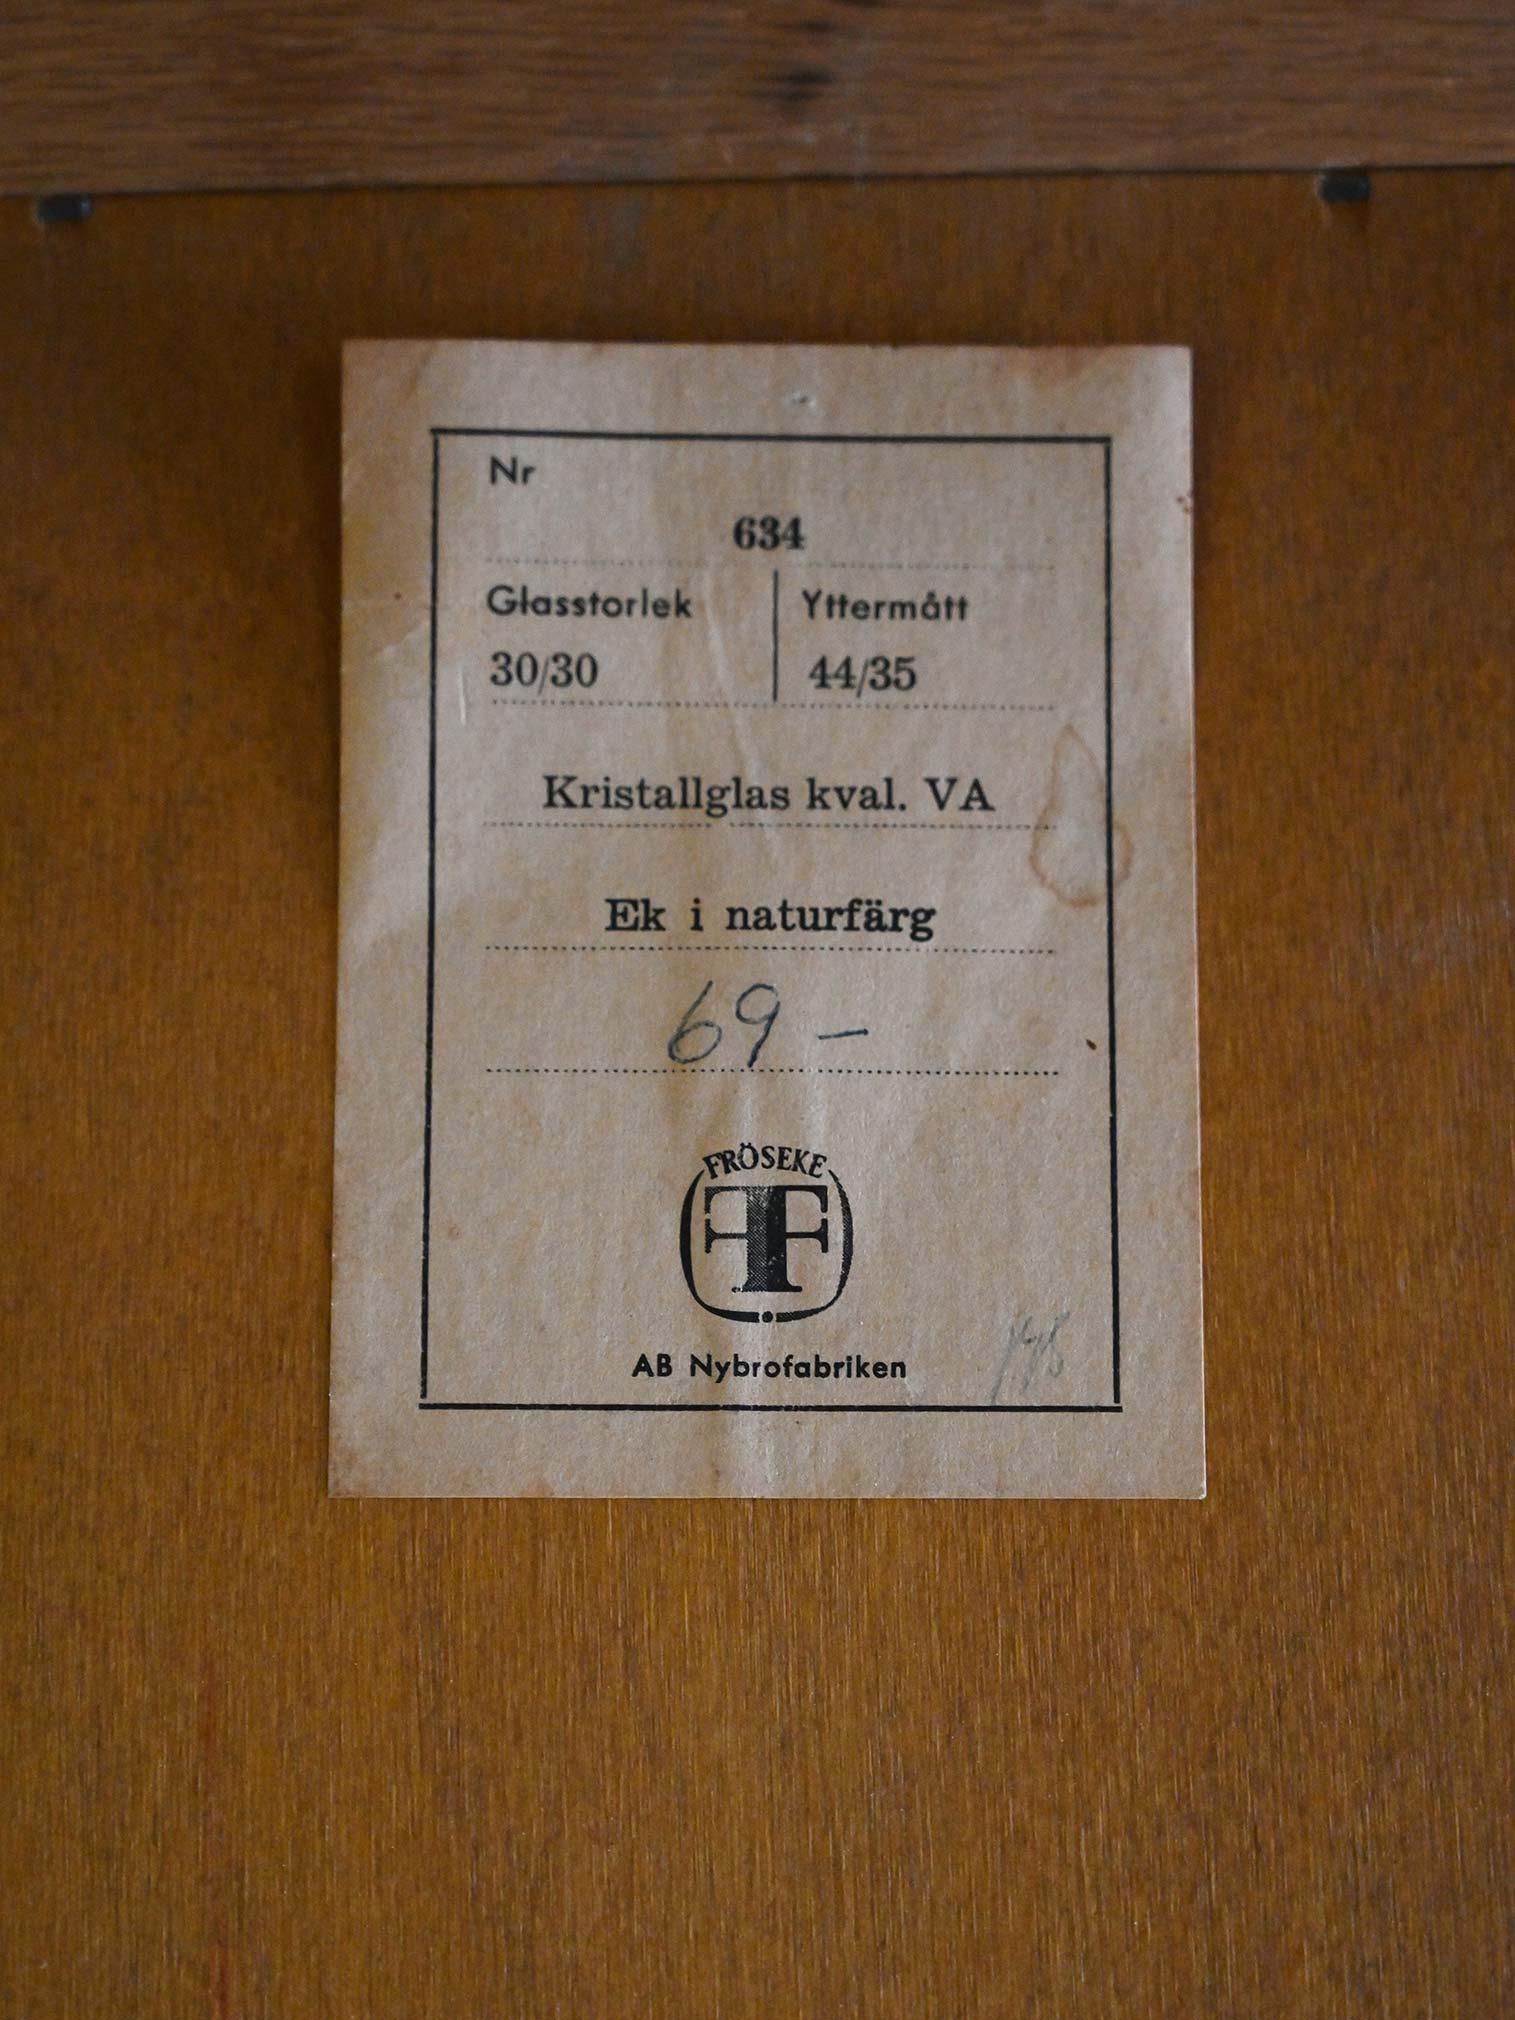 Nr
634
Glasstorlek Yttermått
30/30 44/35
Kristallglas kval. VA
Ek i naturfärg
69 –
FRÖSEKE
FF
AB Nybrofabriken